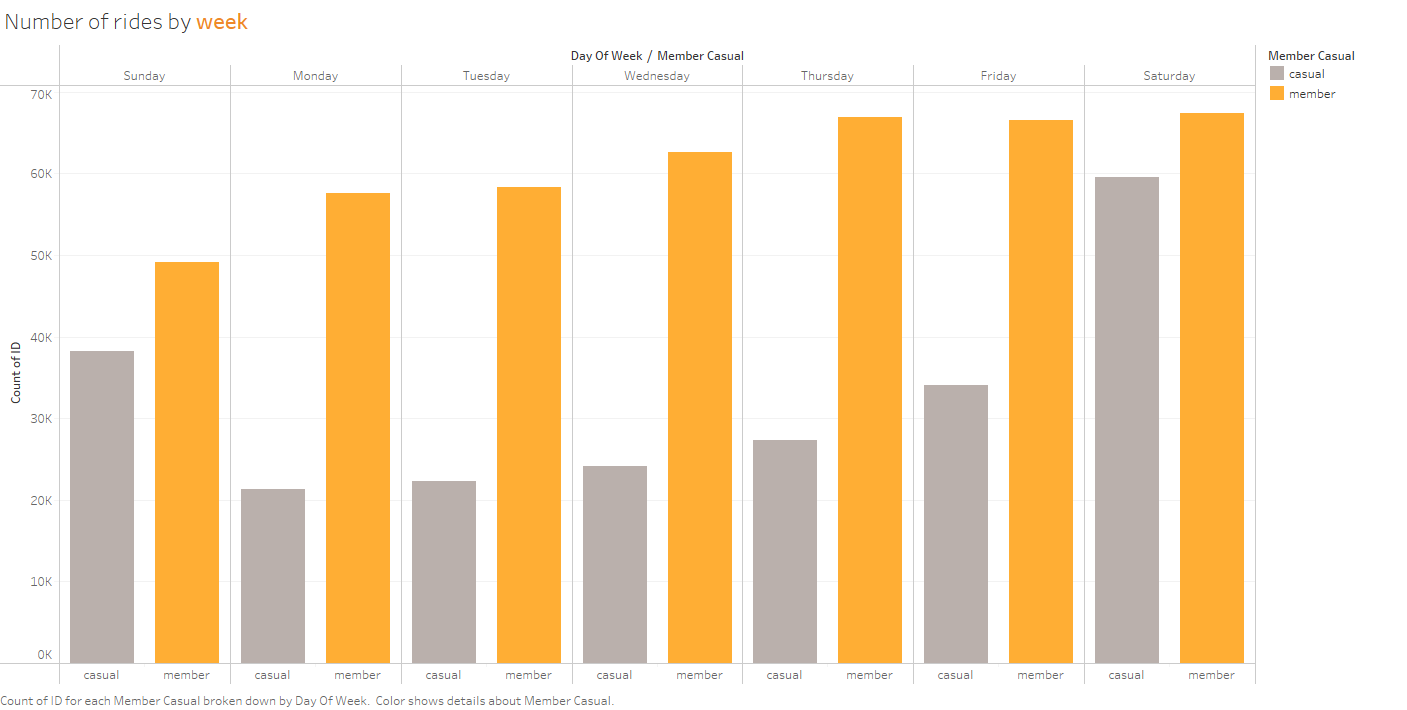 Number of rides by week
Day Of Week / Member Casual
Sunday Monday Tuesday Wednesday Thursday Friday Saturday
Member Casual
casual
member
70K
60K
50K
40K
30K
20K
10K
0K
Count of ID
casual member casual member casual member casual member casual member casual member casual member
Count of ID for each Member Casual broken down by Day Of Week. Color shows details about Member Casual.